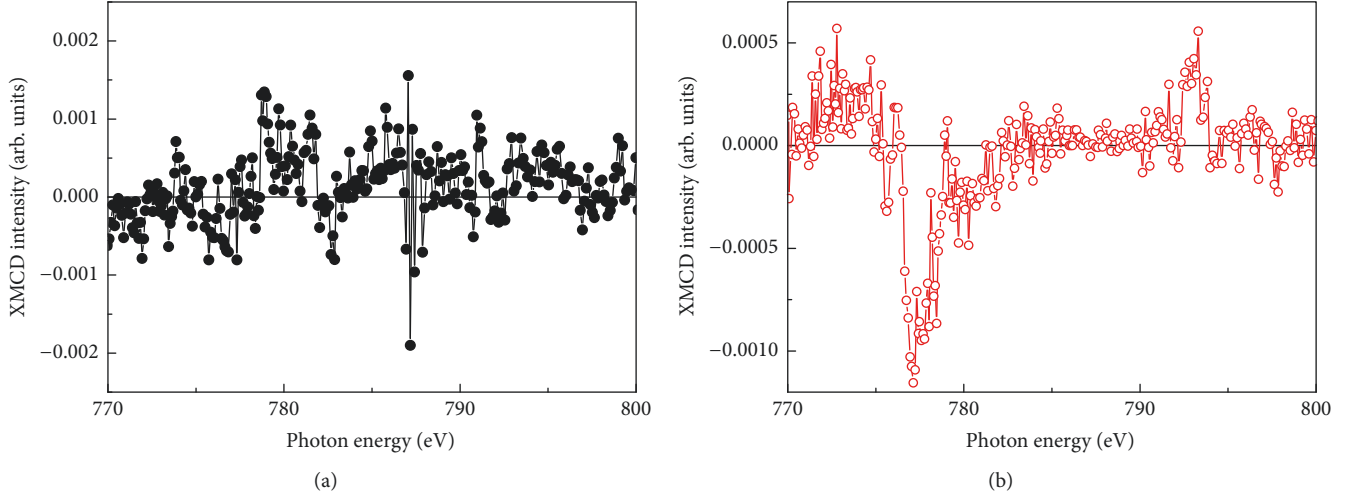 XMCD intensity (arb. units)
0.002
0.001
0.000
−0.001
−0.002
770
780
790
800
Photon energy (eV)
(a)
XMCD intensity (arb. units)
0.0005
0.0000
−0.0005
−0.0010
770
780
790
800
Photon energy (eV)
(b)